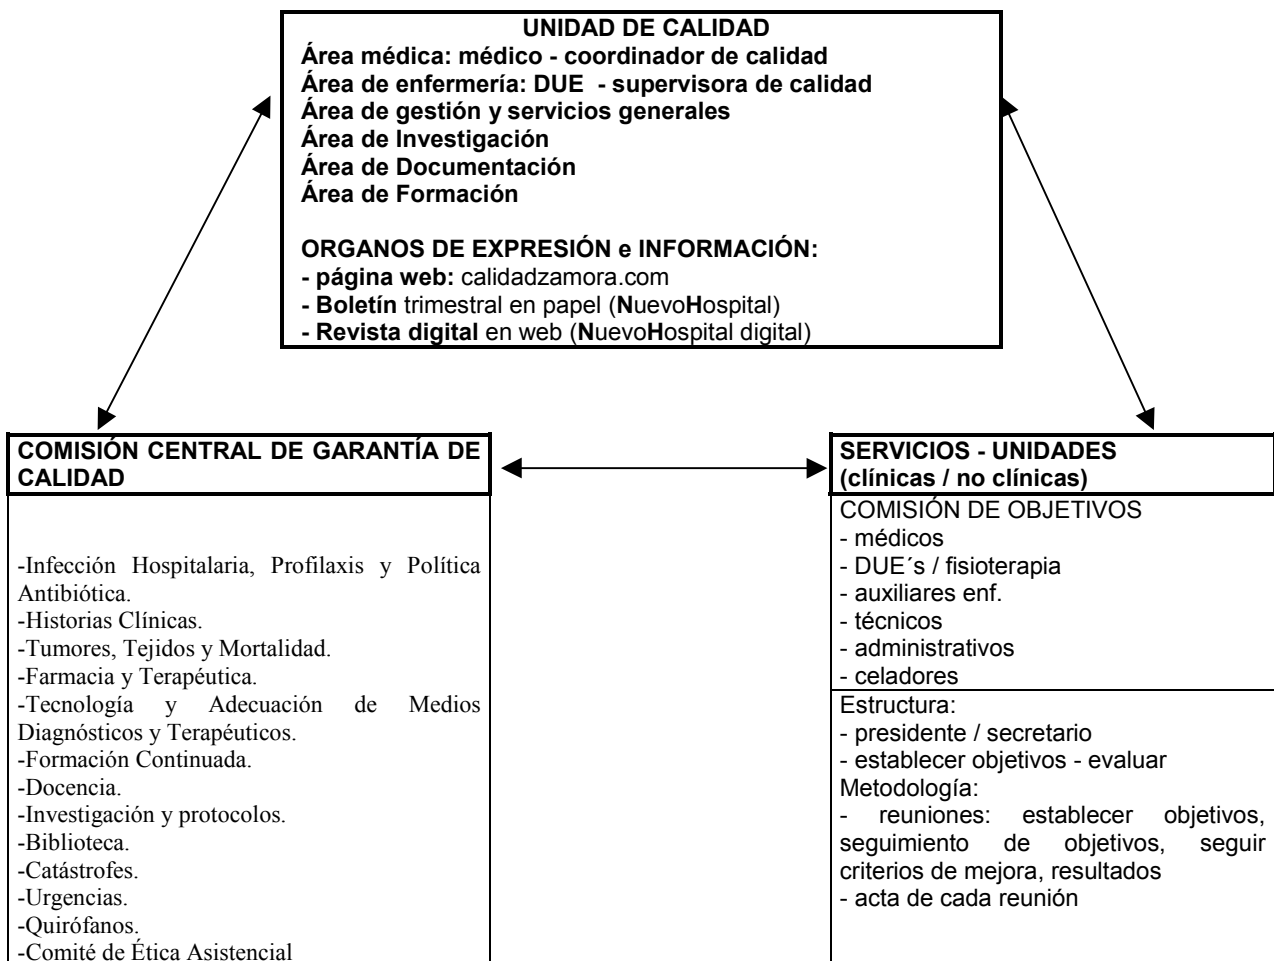 UNIDAD DE CALIDAD
Área médica: médico - coordinador de calidad
Área de enfermería: DUE - supervisora de calidad
Área de gestión y servicios generales
Área de Investigación
Área de Documentación
Área de Formación
ORGANOS DE EXPRESIÓN e INFORMACIÓN:
- página web: calidadzamora.com
- Boletín trimestral en papel (NuevoHospital)
- Revista digital en web (NuevoHospital digital)
COMISIÓN CENTRAL DE GARANTÍA DE
CALIDAD
-Infección Hospitalaria, Profilaxis y Política
Antibiótica.
-Historias Clínicas.
-Tumores, Tejidos y Mortalidad.
-Farmacia y Terapéutica.
-Tecnología y Adecuación de Medios
Diagnósticos y Terapéuticos.
-Formación Continuada.
-Docencia.
-Investigación y protocolos.
-Biblioteca.
-Catástrofes.
-Urgencias.
-Quirófanos.
-Comité de Ética Asistencial
SERVICIOS - UNIDADES
(clínicas / no clínicas)
COMISIÓN DE OBJETIVOS
- médicos
- DUE´s / fisioterapia
- auxiliares enf.
- técnicos
- administrativos
- celadores
Estructura:
- presidente / secretario
- establecer objetivos - evaluar
Metodología:
- reuniones: establecer objetivos,
seguimiento de objetivos, seguir
criterios de mejora, resultados
- acta de cada reunión